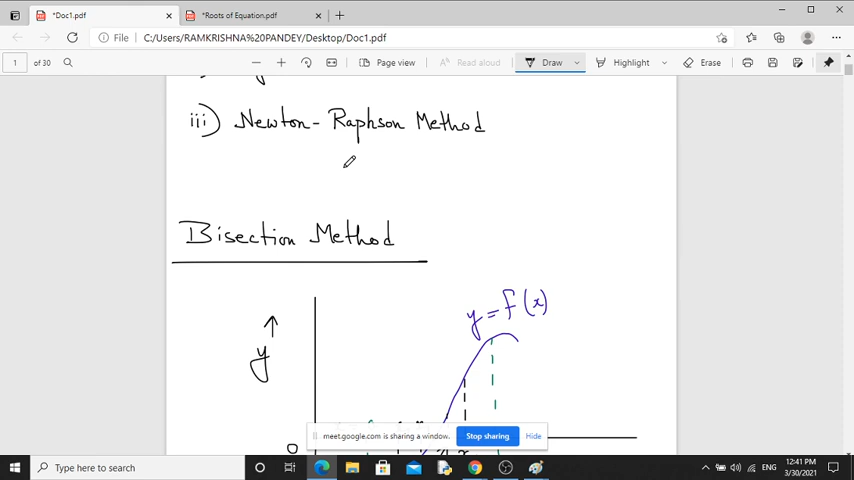 *Doc1.pdf
*Roots of Equation.pdf
File
C:/Users/RAMKRISHNA%20PANDEY/Desktop/Doc1.pdf
1 of 30
Page view
Read aloud
Draw
Highlight
Erase
iii) Newton-Raphson Method
Bisection Method
y = f(x)
y
0
meet.google.com is sharing a window.
Stop sharing
Hide
Type here to search
ENG
12:41 PM
3/30/2021